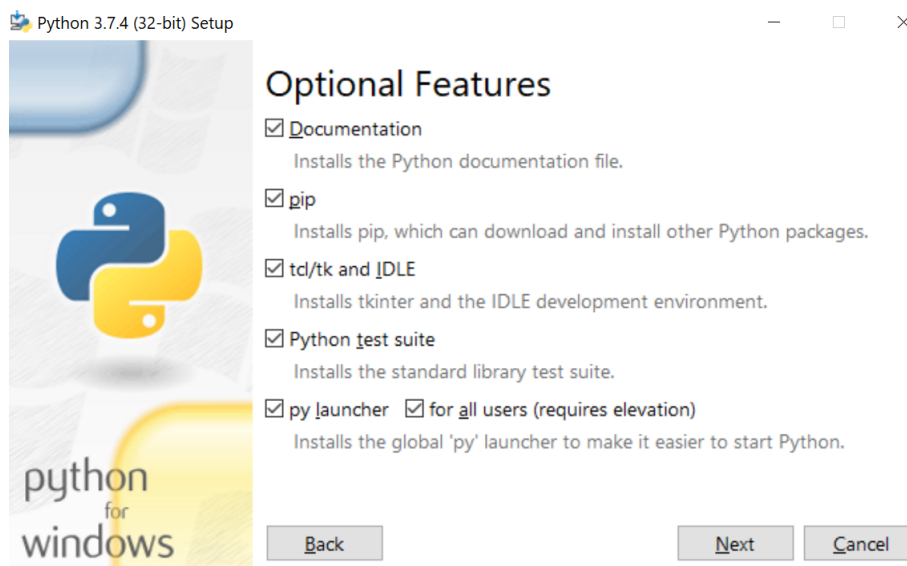 Python 3.7.4 (32-bit) Setup
Optional Features
Documentation
Installs the Python documentation file.
pip
Installs pip, which can download and install other Python packages.
tcl/tk and IDLE
Installs tkinter and the IDLE development environment.
Python test suite
Installs the standard library test suite.
py launcher for all users (requires elevation)
Installs the global 'py' launcher to make it easier to start Python.
python
for
windows
Back Next Cancel